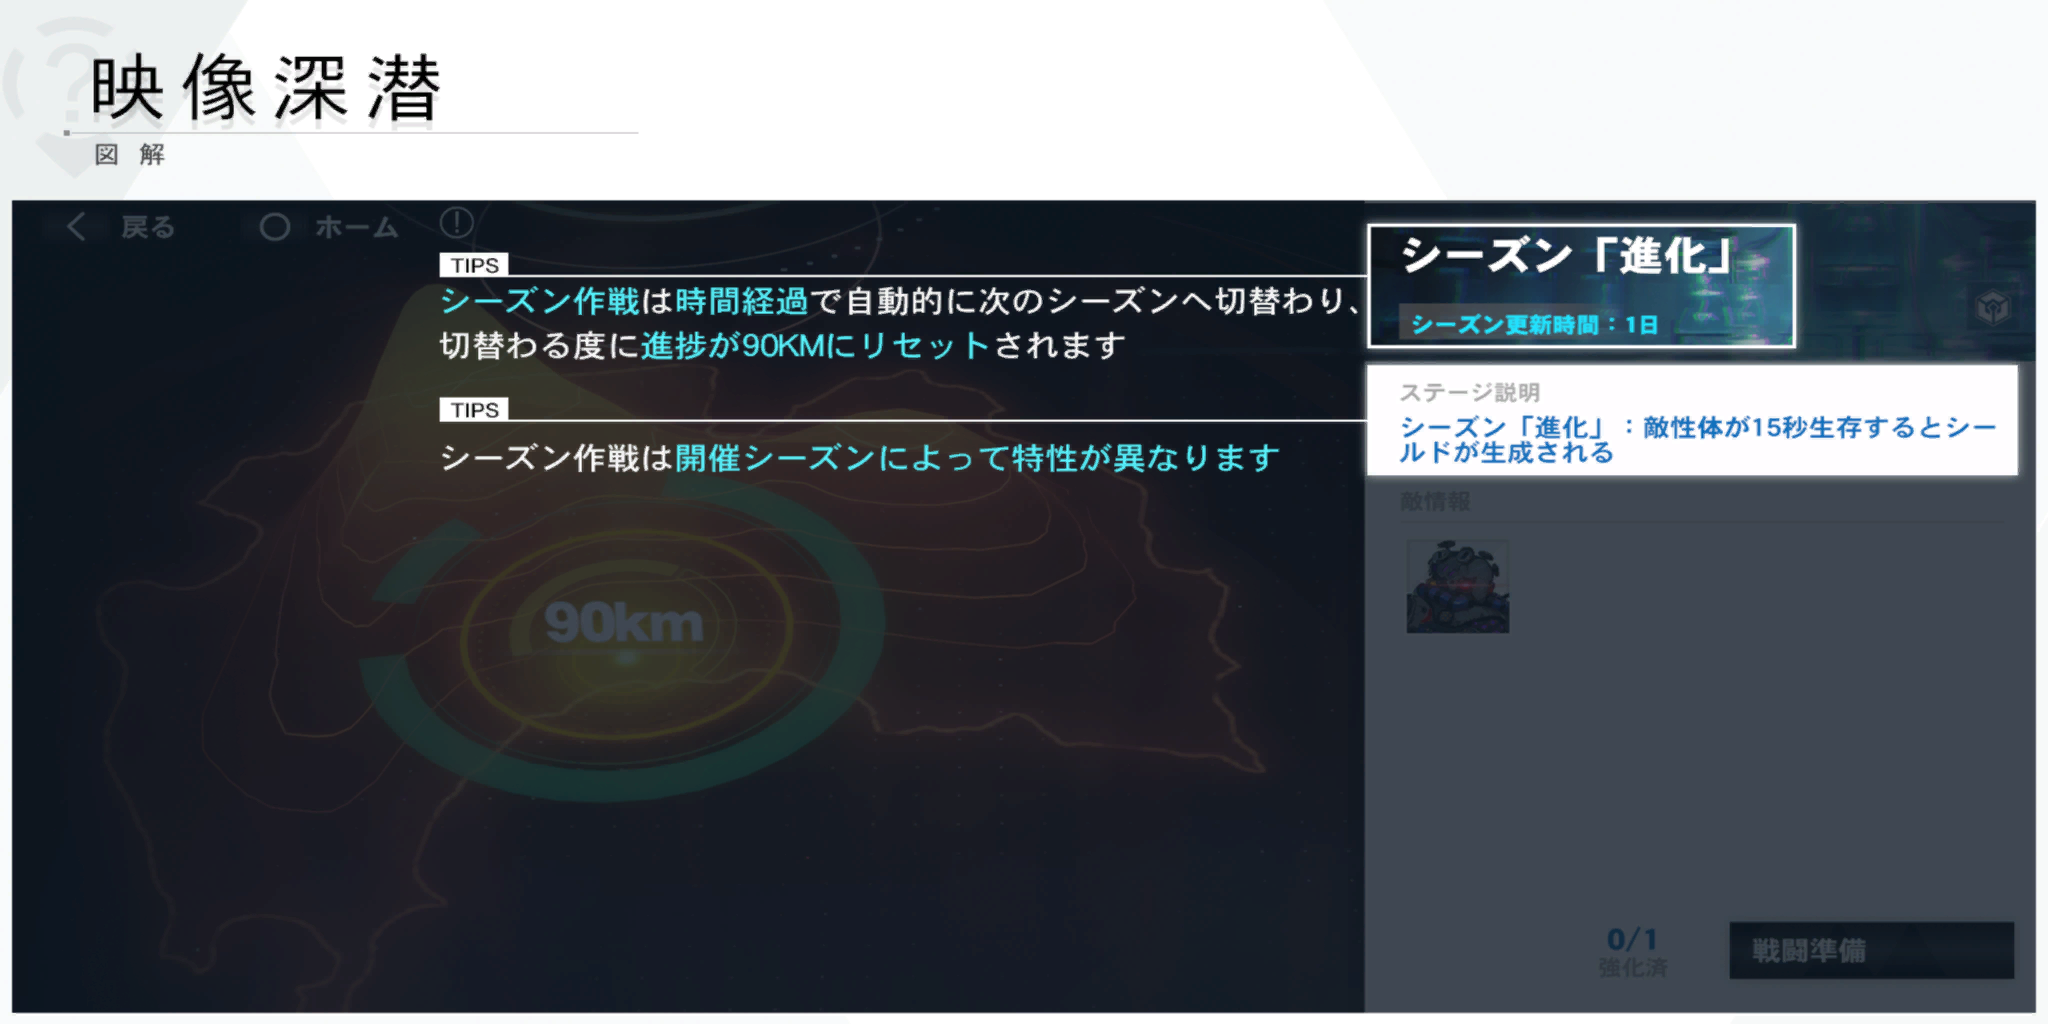 映像深潜
図解
戻る
ホーム
TIPS
シーズン作戦は時間経過で自動的に次のシーズンへ切替わり、
切替わる度に進捗が90KMにリセットされます
TIPS
シーズン作戦は開催シーズンによって特性が異なります
90km
シーズン「進化」
シーズン更新時間：1日
ステージ説明
シーズン「進化」：敵性体が15秒生存するとシー
ルドが生成される
敵情報
0/1
強化済
戦闘準備